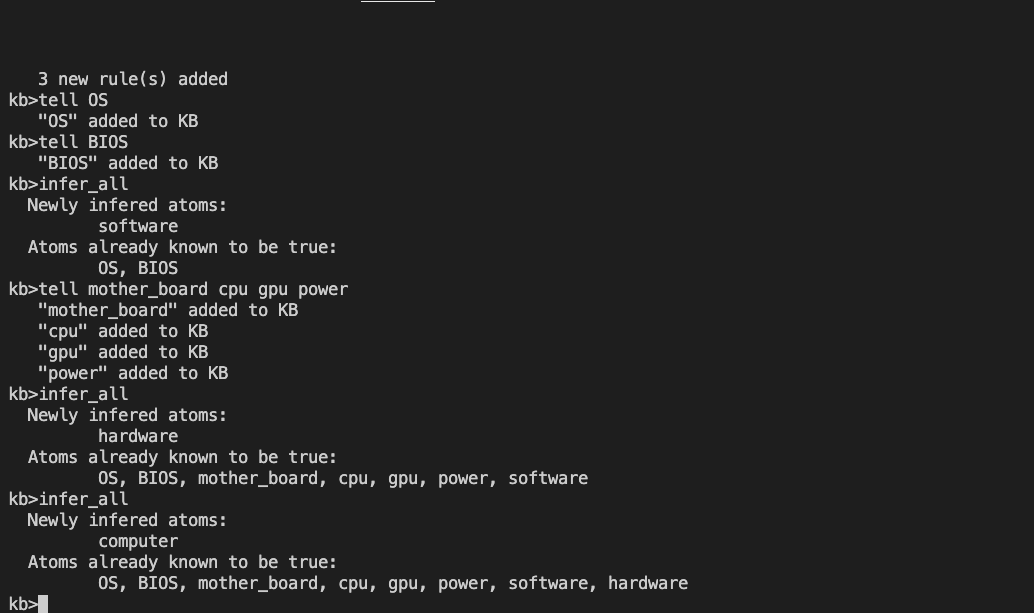 3 new rule(s) added
kb>tell OS
"OS" added to KB
kb>tell BIOS
"BIOS" added to KB
kb>infer_all
Newly infered atoms:
software
Atoms already known to be true:
OS, BIOS
kb>tell mother_board cpu gpu power
"mother_board" added to KB
"cpu" added to KB
"gpu" added to KB
"power" added to KB
kb>infer_all
Newly infered atoms:
hardware
Atoms already known to be true:
OS, BIOS, mother_board, cpu, gpu, power, software
kb>infer_all
Newly infered atoms:
computer
Atoms already known to be true:
OS, BIOS, mother_board, cpu, gpu, power, software, hardware
kb>